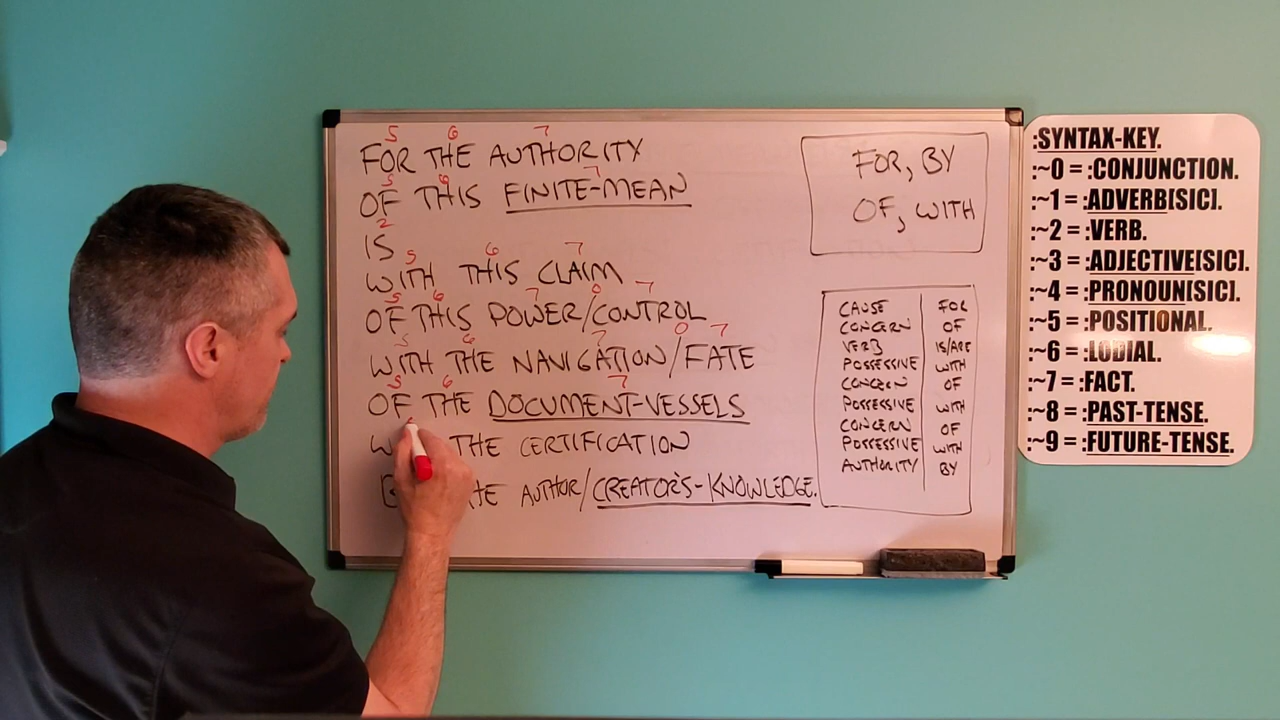 5 6 7
FOR THE AUTHORITY
5 6 7
OF THIS FINITE-MEAN
2
IS
5 6 7
WITH THIS CLAIM
5 6 7 0 7
OF THIS POWER/CONTROL
5 6 7 0 7
WITH THE NAVIGATION/FATE
5 6 7
OF THE DOCUMENT-VESSELS
THE CERTIFICATION
AUTHOR/CREATOR'S-KNOWLEDGE.
FOR, BY
OF, WITH
CAUSE FOR
CONCERN OF
VERB IS/ARE
POSSESSIVE WITH
CONCERN OF
POSSESSIVE WITH
CONCERN OF
POSSESSIVE WITH
AUTHORITY BY
:SYNTAX-KEY.
:~0 = :CONJUNCTION.
:~1 = :ADVERB[SIC].
:~2 = :VERB.
:~3 = :ADJECTIVE[SIC].
:~4 = :PRONOUN[SIC].
:~5 = :POSITIONAL.
:~6 = :LODIAL.
:~7 = :FACT.
:~8 = :PAST-TENSE.
:~9 = :FUTURE-TENSE.